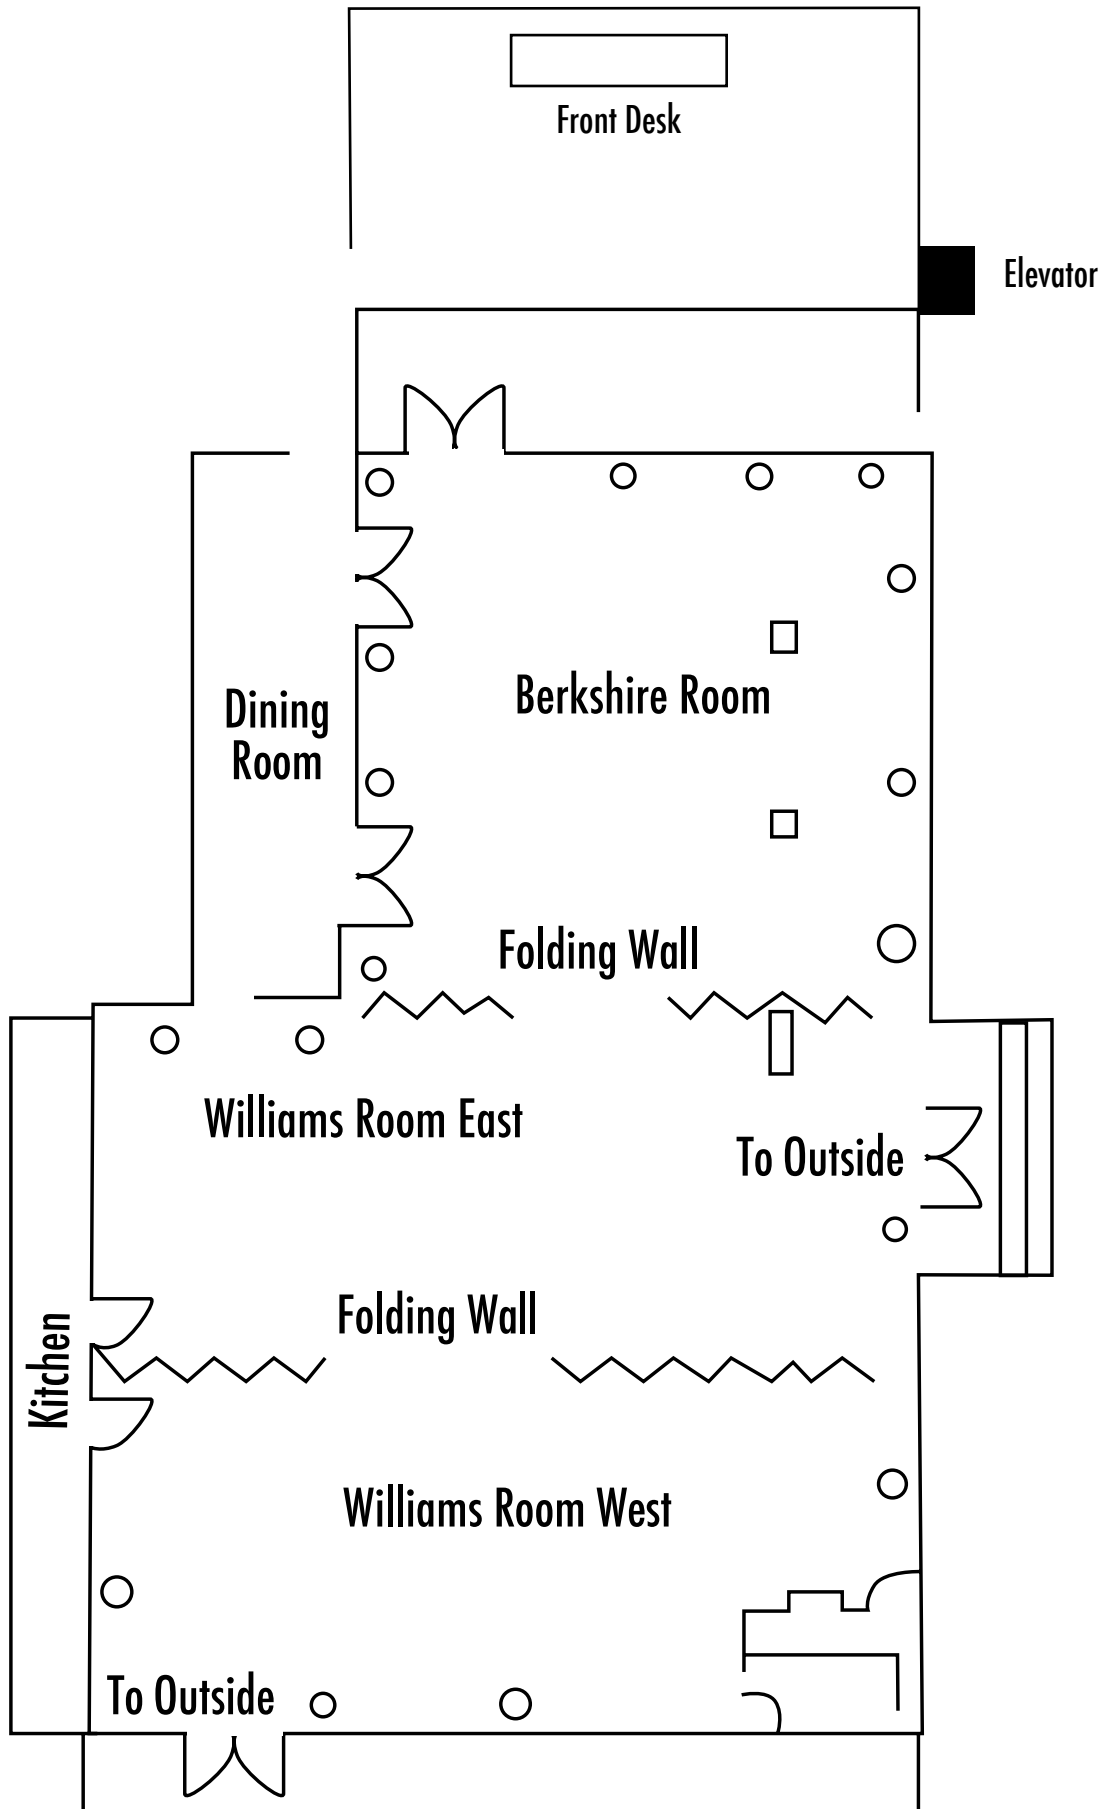 Front Desk
Elevator
Dining
Room
Berkshire Room
Folding Wall
Williams Room East
To Outside
Folding Wall
Kitchen
Williams Room West
To Outside